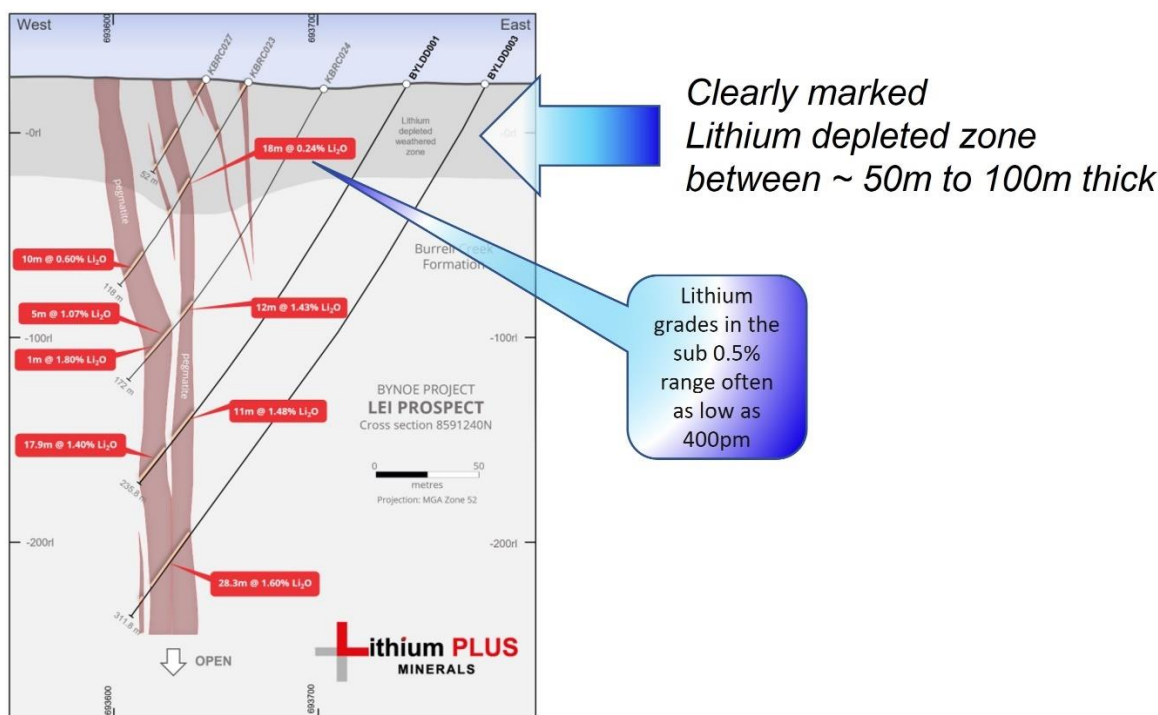 West
East
693600
693700
KBRC027
KBRC023
KBRC024
BYLDD001
BYLDD003
-0rl
-0rl
Lithium
depleted
weathered
zone
18m @ 0.24% Li₂O
52 m
pegmatite
Burrell Creek
Formation
10m @ 0.60% Li₂O
118 m
5m @ 1.07% Li₂O
12m @ 1.43% Li₂O
-100rl
-100rl
1m @ 1.80% Li₂O
172 m
pegmatite
BYNOE PROJECT
LEI PROSPECT
Cross section 8591240N
11m @ 1.48% Li₂O
17.9m @ 1.40% Li₂O
235.8 m
0
50
metres
Projection: MGA Zone 52
-200rl
-200rl
28.3m @ 1.60% Li₂O
311.8 m
OPEN
Lithium PLUS
MINERALS
693600
693700
Clearly marked
Lithium depleted zone
between ~ 50m to 100m thick
Lithium
grades in the
sub 0.5%
range often
as low as
400pm